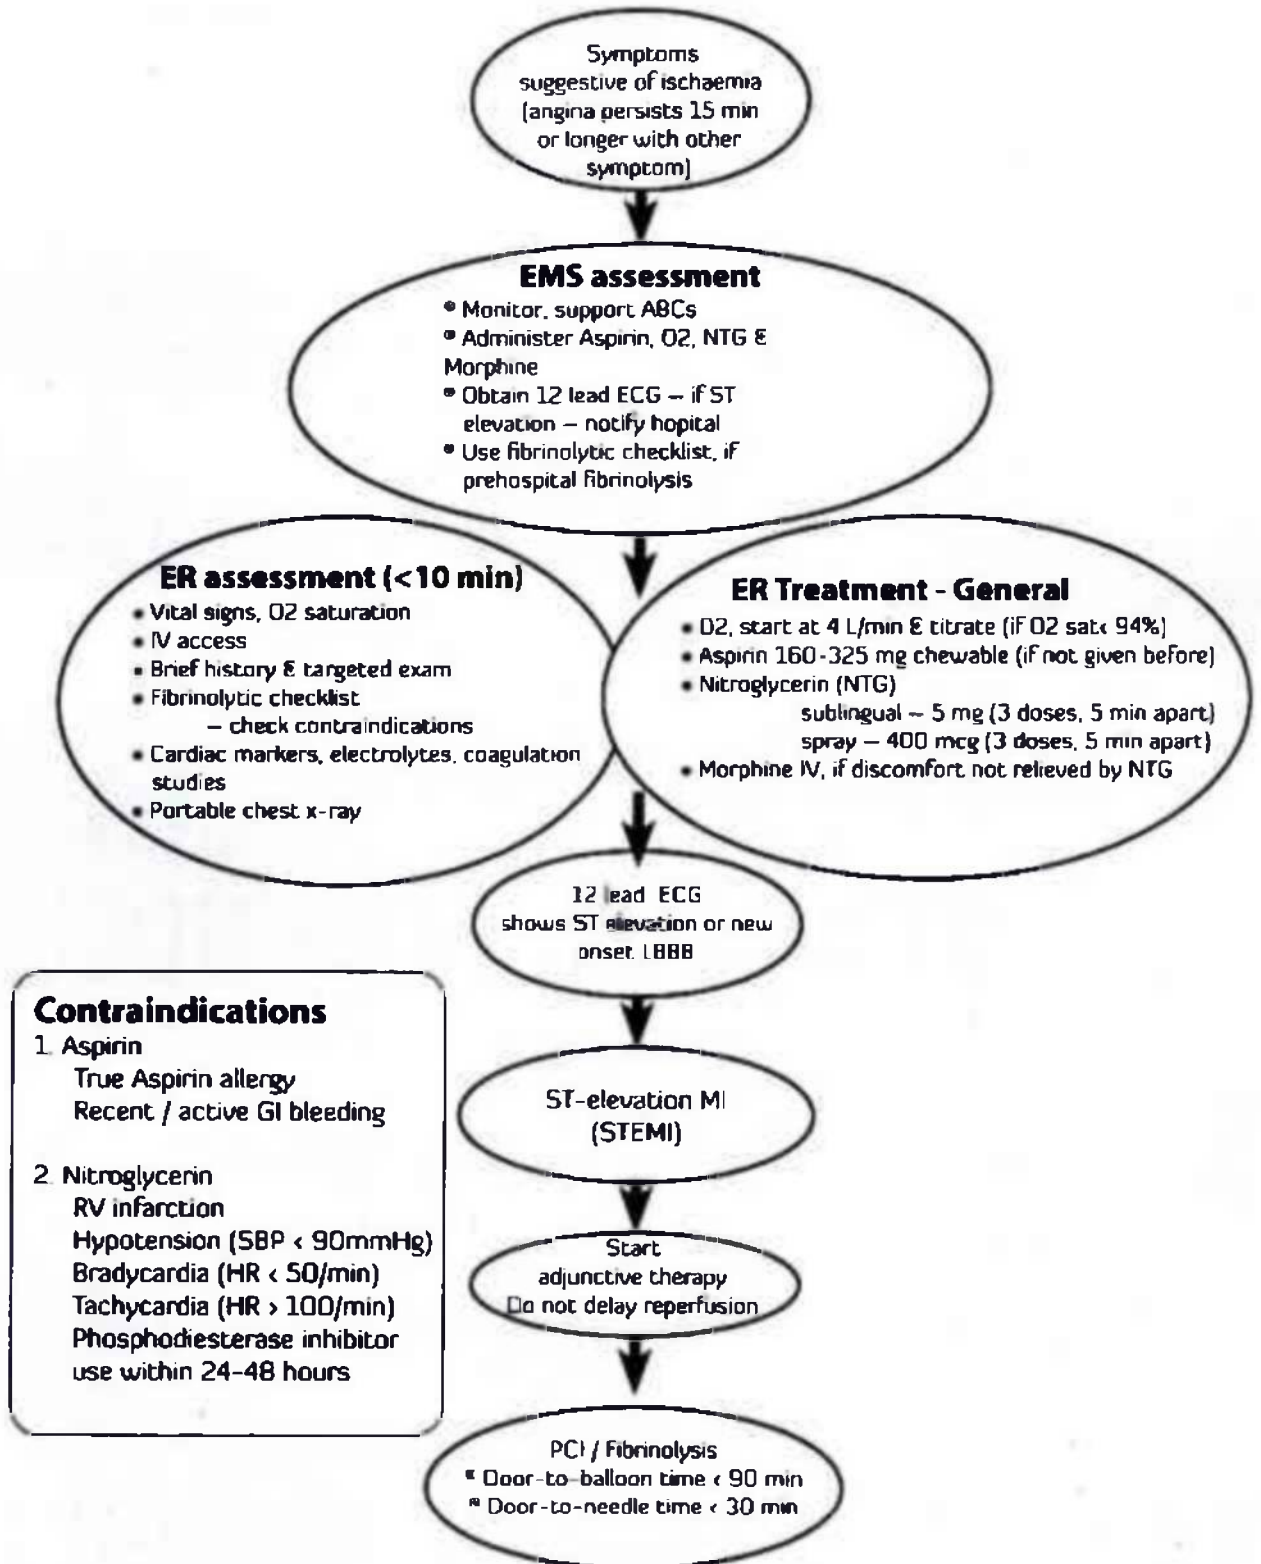 Symptoms
suggestive of ischaemia
(angina persists 15 min
or longer with other
symptom)
EMS assessment
• Monitor, support ABCs
• Administer Aspirin, O2, NTG &
Morphine
• Obtain 12 lead ECG – if ST
elevation – notify hopital
• Use fibrinolytic checklist, if
prehospital fibrinolysis
ER assessment (<10 min)
• Vital signs, O2 saturation
• IV access
• Brief history & targeted exam
• Fibrinolytic checklist
– check contraindications
• Cardiac markers, electrolytes, coagulation
studies
• Portable chest x-ray
ER Treatment - General
• O2, start at 4 L/min & titrate (if O2 sat< 94%)
• Aspirin 160-325 mg chewable (if not given before)
• Nitroglycerin (NTG)
sublingual – 5 mg (3 doses, 5 min apart)
spray – 400 mcg (3 doses, 5 min apart)
• Morphine IV, if discomfort not relieved by NTG
12 lead ECG
shows ST elevation or new
onset LBBB
Contraindications
1. Aspirin
True Aspirin allergy
Recent / active GI bleeding
2. Nitroglycerin
RV infarction
Hypotension (SBP < 90mmHg)
Bradycardia (HR < 50/min)
Tachycardia (HR > 100/min)
Phosphodiesterase inhibitor
use within 24-48 hours
ST-elevation MI
(STEMI)
Start
adjunctive therapy
Do not delay reperfusion
PCI / Fibrinolysis
• Door-to-balloon time < 90 min
• Door-to-needle time < 30 min